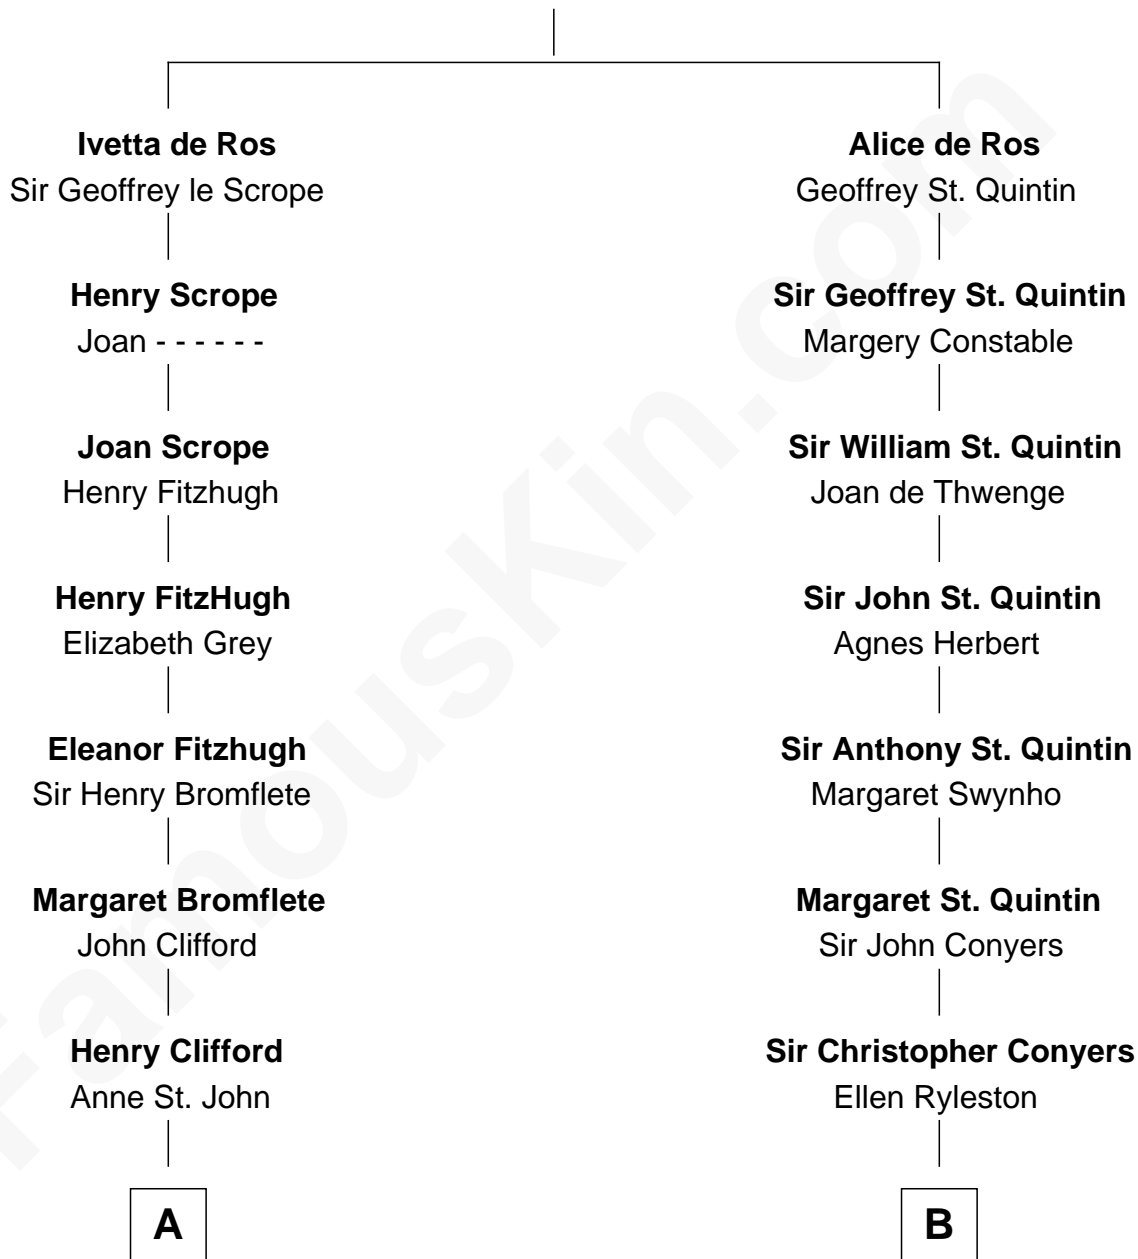 Ivetta de Ros
Sir Geoffrey le Scrope
Henry Scrope
Joan - - - - - -
Joan Scrope
Henry Fitzhugh
Henry FitzHugh
Elizabeth Grey
Eleanor Fitzhugh
Sir Henry Bromflete
Margaret Bromflete
John Clifford
Henry Clifford
Anne St. John
A
Alice de Ros
Geoffrey St. Quintin
Sir Geoffrey St. Quintin
Margery Constable
Sir William St. Quintin
Joan de Thwenge
Sir John St. Quintin
Agnes Herbert
Sir Anthony St. Quintin
Margaret Swynho
Margaret St. Quintin
Sir John Conyers
Sir Christopher Conyers
Ellen Ryleston
B
FamousKin.com